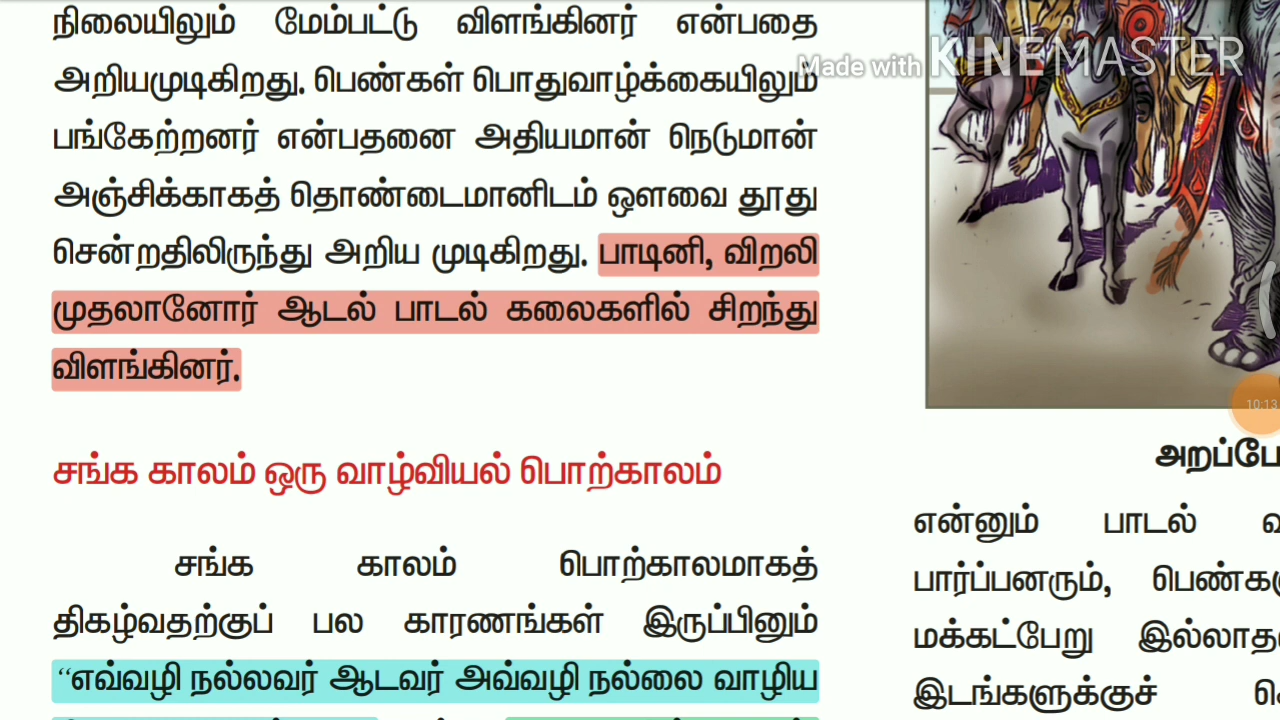 நிலையிலும் மேம்பட்டு விளங்கினர் என்பதை
அறியமுடிகிறது. பெண்கள் பொதுவாழ்க்கையிலும்
பங்கேற்றனர் என்பதனை அதியமான் நெடுமான்
அஞ்சிக்காகத் தொண்டைமானிடம் ஔவை தூது
சென்றதிலிருந்து அறிய முடிகிறது. பாடினி, விறலி
முதலானோர் ஆடல் பாடல் கலைகளில் சிறந்து
விளங்கினர்.
சங்க காலம் ஒரு வாழ்வியல் பொற்காலம்
சங்க காலம் பொற்காலமாகத்
திகழ்வதற்குப் பல காரணங்கள் இருப்பினும்
“எவ்வழி நல்லவர் ஆடவர் அவ்வழி நல்லை வாழிய
Made with KINEMASTER
10:13
என்னும் பாடல்
பார்ப்பனரும்,
மக்கட்பேறு
இடங்களுக்குச்